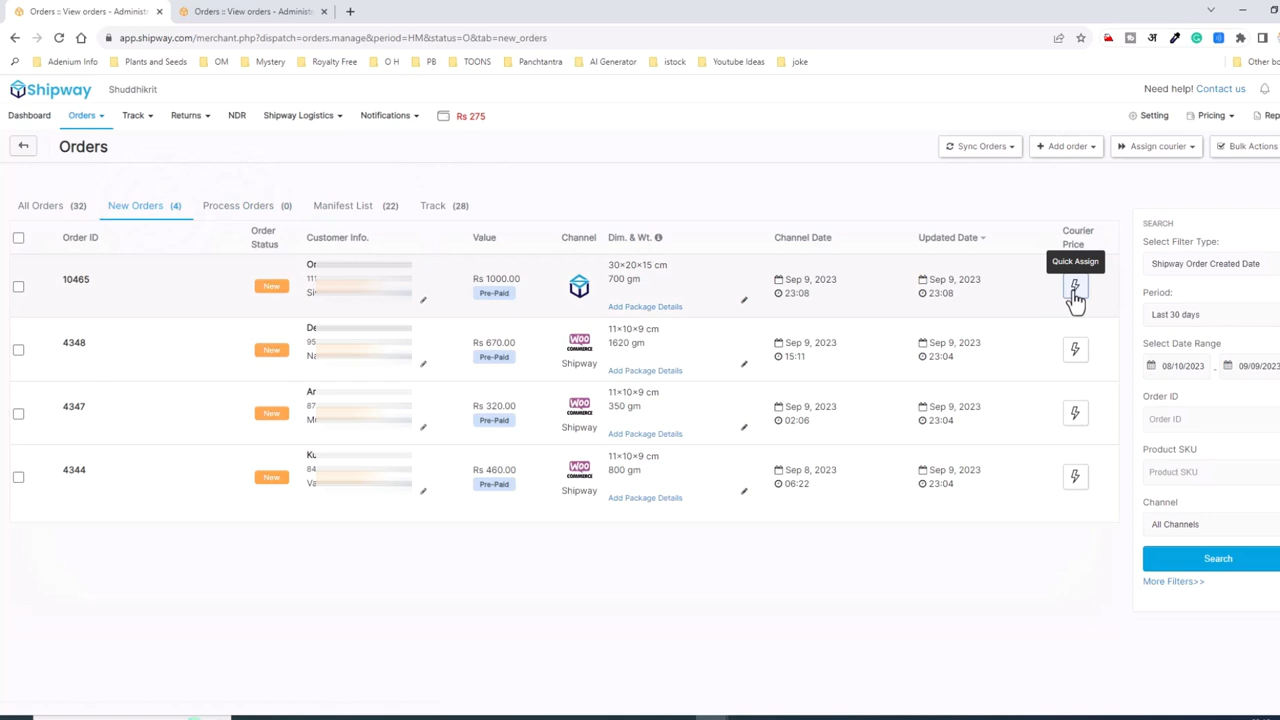 Orders :: View orders - Administ
Orders :: View orders - Administ
app.shipway.com/merchant.php?dispatch=orders.manage&period=HM&status=O&tab=new_orders
Adenium Info Plants and Seeds OM Mystery Royalty Free O H PB TOONS Panchtantra AI Generator istock Youtube Ideas joke Other bo
Shipway Shuddhikrit Need help! Contact us
Dashboard Orders Track Returns NDR Shipway Logistics Notifications Rs 275 Setting Pricing Rep
Orders Sync Orders + Add order Assign courier Bulk Actions
All Orders (32) New Orders (4) Process Orders (0) Manifest List (22) Track (28)
Order ID Order Status Customer Info. Value Channel Dim. & Wt. Channel Date Updated Date Courier Price
Quick Assign
10465 New Or Rs 1000.00 Pre-Paid 30×20×15 cm 700 gm Add Package Details Sep 9, 2023 23:08 Sep 9, 2023 23:08
111
Si
4348 New De Rs 670.00 Pre-Paid WOO COMMERCE Shipway 11×10×9 cm 1620 gm Add Package Details Sep 9, 2023 15:11 Sep 9, 2023 23:04
95
Na
4347 New Ar Rs 320.00 Pre-Paid WOO COMMERCE Shipway 11×10×9 cm 350 gm Add Package Details Sep 9, 2023 02:06 Sep 9, 2023 23:04
87
4344 New Ku Rs 460.00 Pre-Paid WOO COMMERCE Shipway 11×10×9 cm 800 gm Add Package Details Sep 8, 2023 06:22 Sep 9, 2023 23:04
84
Va
SEARCH
Select Filter Type:
Shipway Order Created Date
Period:
Last 30 days
Select Date Range
08/10/2023 - 09/09/2023
Order ID
Order ID
Product SKU
Product SKU
Channel
All Channels
Search
More Filters>>